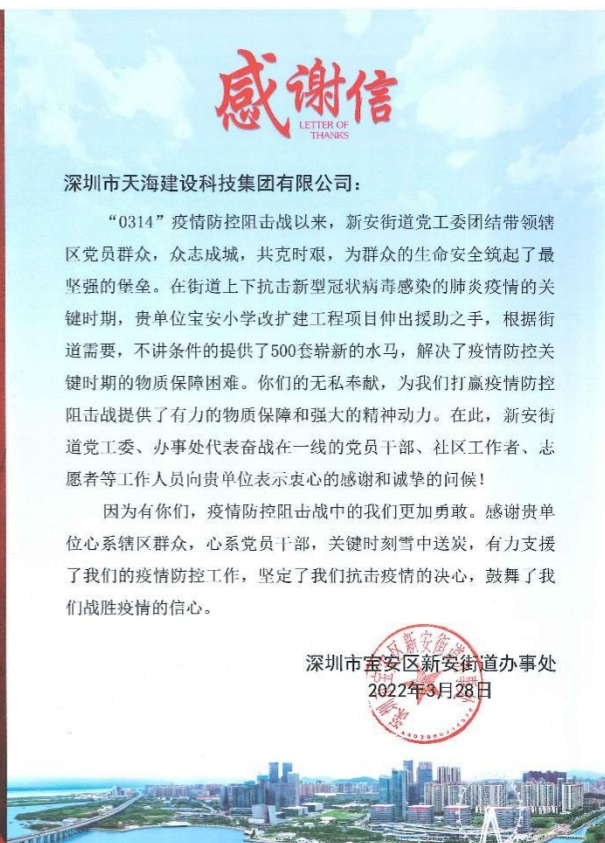 感谢信
LETTER OF
THANKS
深圳市天海建设科技集团有限公司：
“0314”疫情防控阻击战以来，新安街道党工委团结带领辖
区党员群众，众志成城，共克时艰，为群众的生命安全筑起了最
坚强的堡垒。在街道上下抗击新型冠状病毒感染的肺炎疫情的关
键时期，贵单位宝安小学改扩建工程项目伸出援助之手，根据街
道需要，不讲条件的提供了500套崭新的水马，解决了疫情防控关
键时期的物质保障困难。你们的无私奉献，为我们打赢疫情防控
阻击战提供了有力的物质保障和强大的精神动力。在此，新安街
道党工委、办事处代表奋战在一线的党员干部、社区工作者、志
愿者等工作人员向贵单位表示衷心的感谢和诚挚的问候！
因为有你们，疫情防控阻击战中的我们更加勇敢。感谢贵单
位心系辖区群众，心系党员干部，关键时刻雪中送炭，有力支援
了我们的疫情防控工作，坚定了我们抗击疫情的决心，鼓舞了我
们战胜疫情的信心。
深圳市宝安区新安街道办事处
2022年3月28日